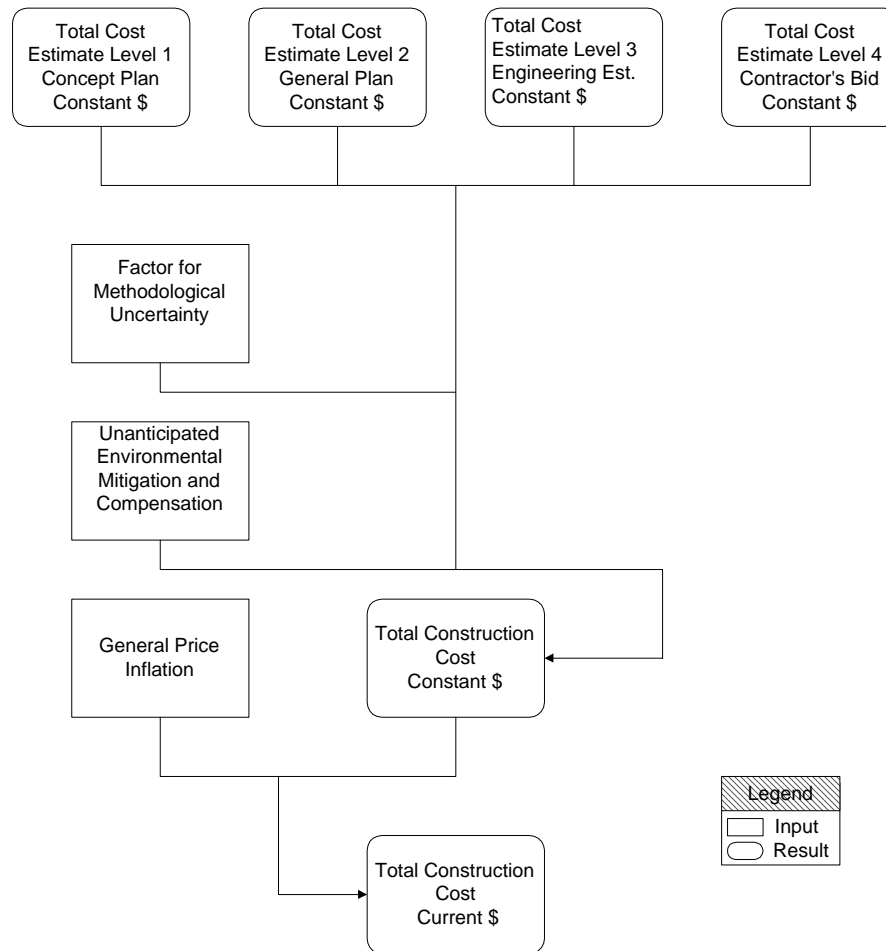 Total Cost
Estimate Level 1
Concept Plan
Constant $
Total Cost
Estimate Level 2
General Plan
Constant $
Total Cost
Estimate Level 3
Engineering Est.
Constant $
Total Cost
Estimate Level 4
Contractor's Bid
Constant $
Factor for
Methodological
Uncertainty
Unanticipated
Environmental
Mitigation and
Compensation
General Price
Inflation
Total Construction
Cost
Constant $
Total Construction
Cost
Current $
Legend
Input
Result